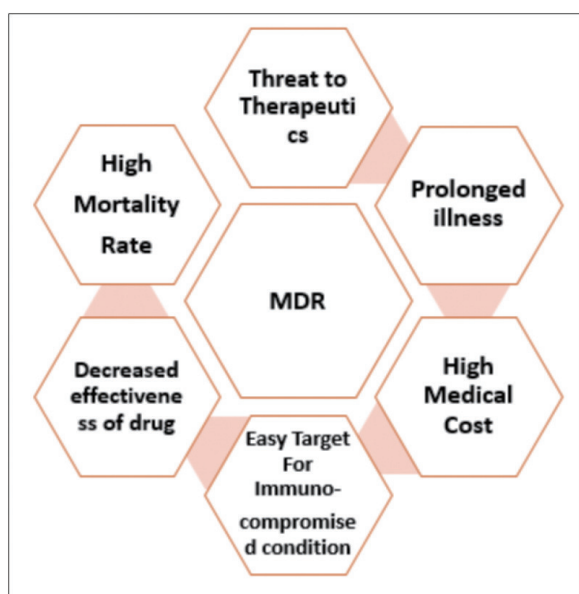 Threat to
Therapeuti
cs
Prolonged
illness
High
Medical
Cost
Easy Target
For
Immuno-
compromise
d condition
Decreased
effectivene
ss of drug
High
Mortality
Rate
MDR